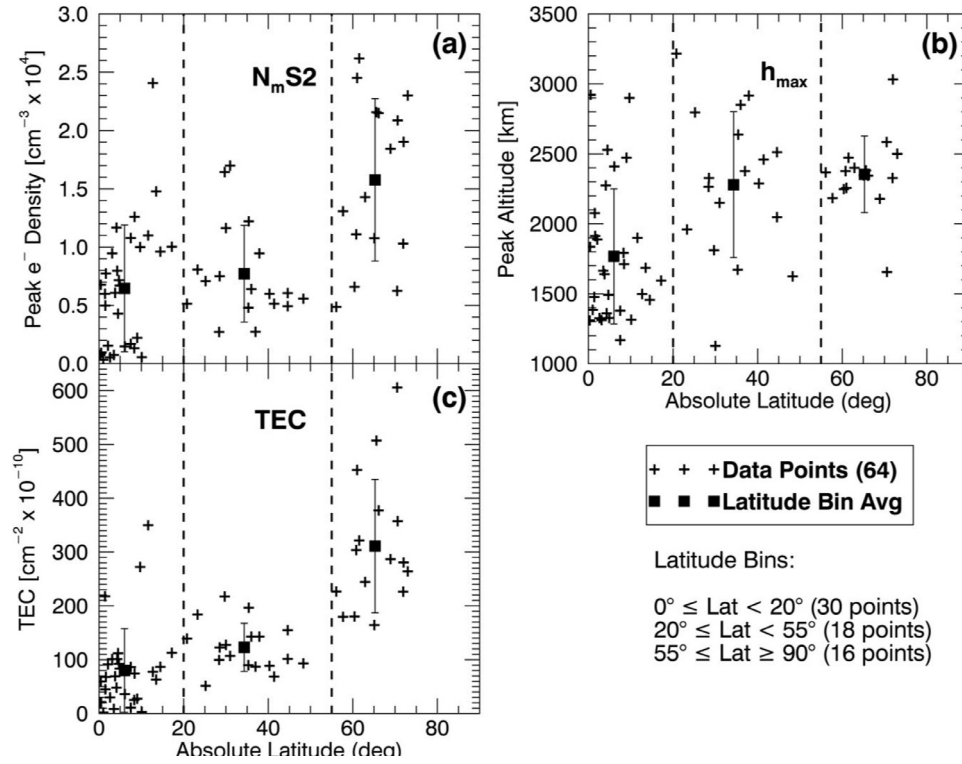 (a)
N_mS2
Peak e⁻ Density [cm⁻³ x 10⁴]
3.0
2.5
2.0
1.5
1.0
0.5
0.0
(b)
h_max
Peak Altitude [km]
3500
3000
2500
2000
1500
1000
0 20 40 60 80
Absolute Latitude (deg)
(c)
TEC
TEC [cm⁻² x 10⁻¹⁰]
600
500
400
300
200
100
0
0 20 40 60 80
Absolute Latitude (deg)
Data Points (64)
Latitude Bin Avg
Latitude Bins:
0° ≤ Lat < 20° (30 points)
20° ≤ Lat < 55° (18 points)
55° ≤ Lat ≥ 90° (16 points)